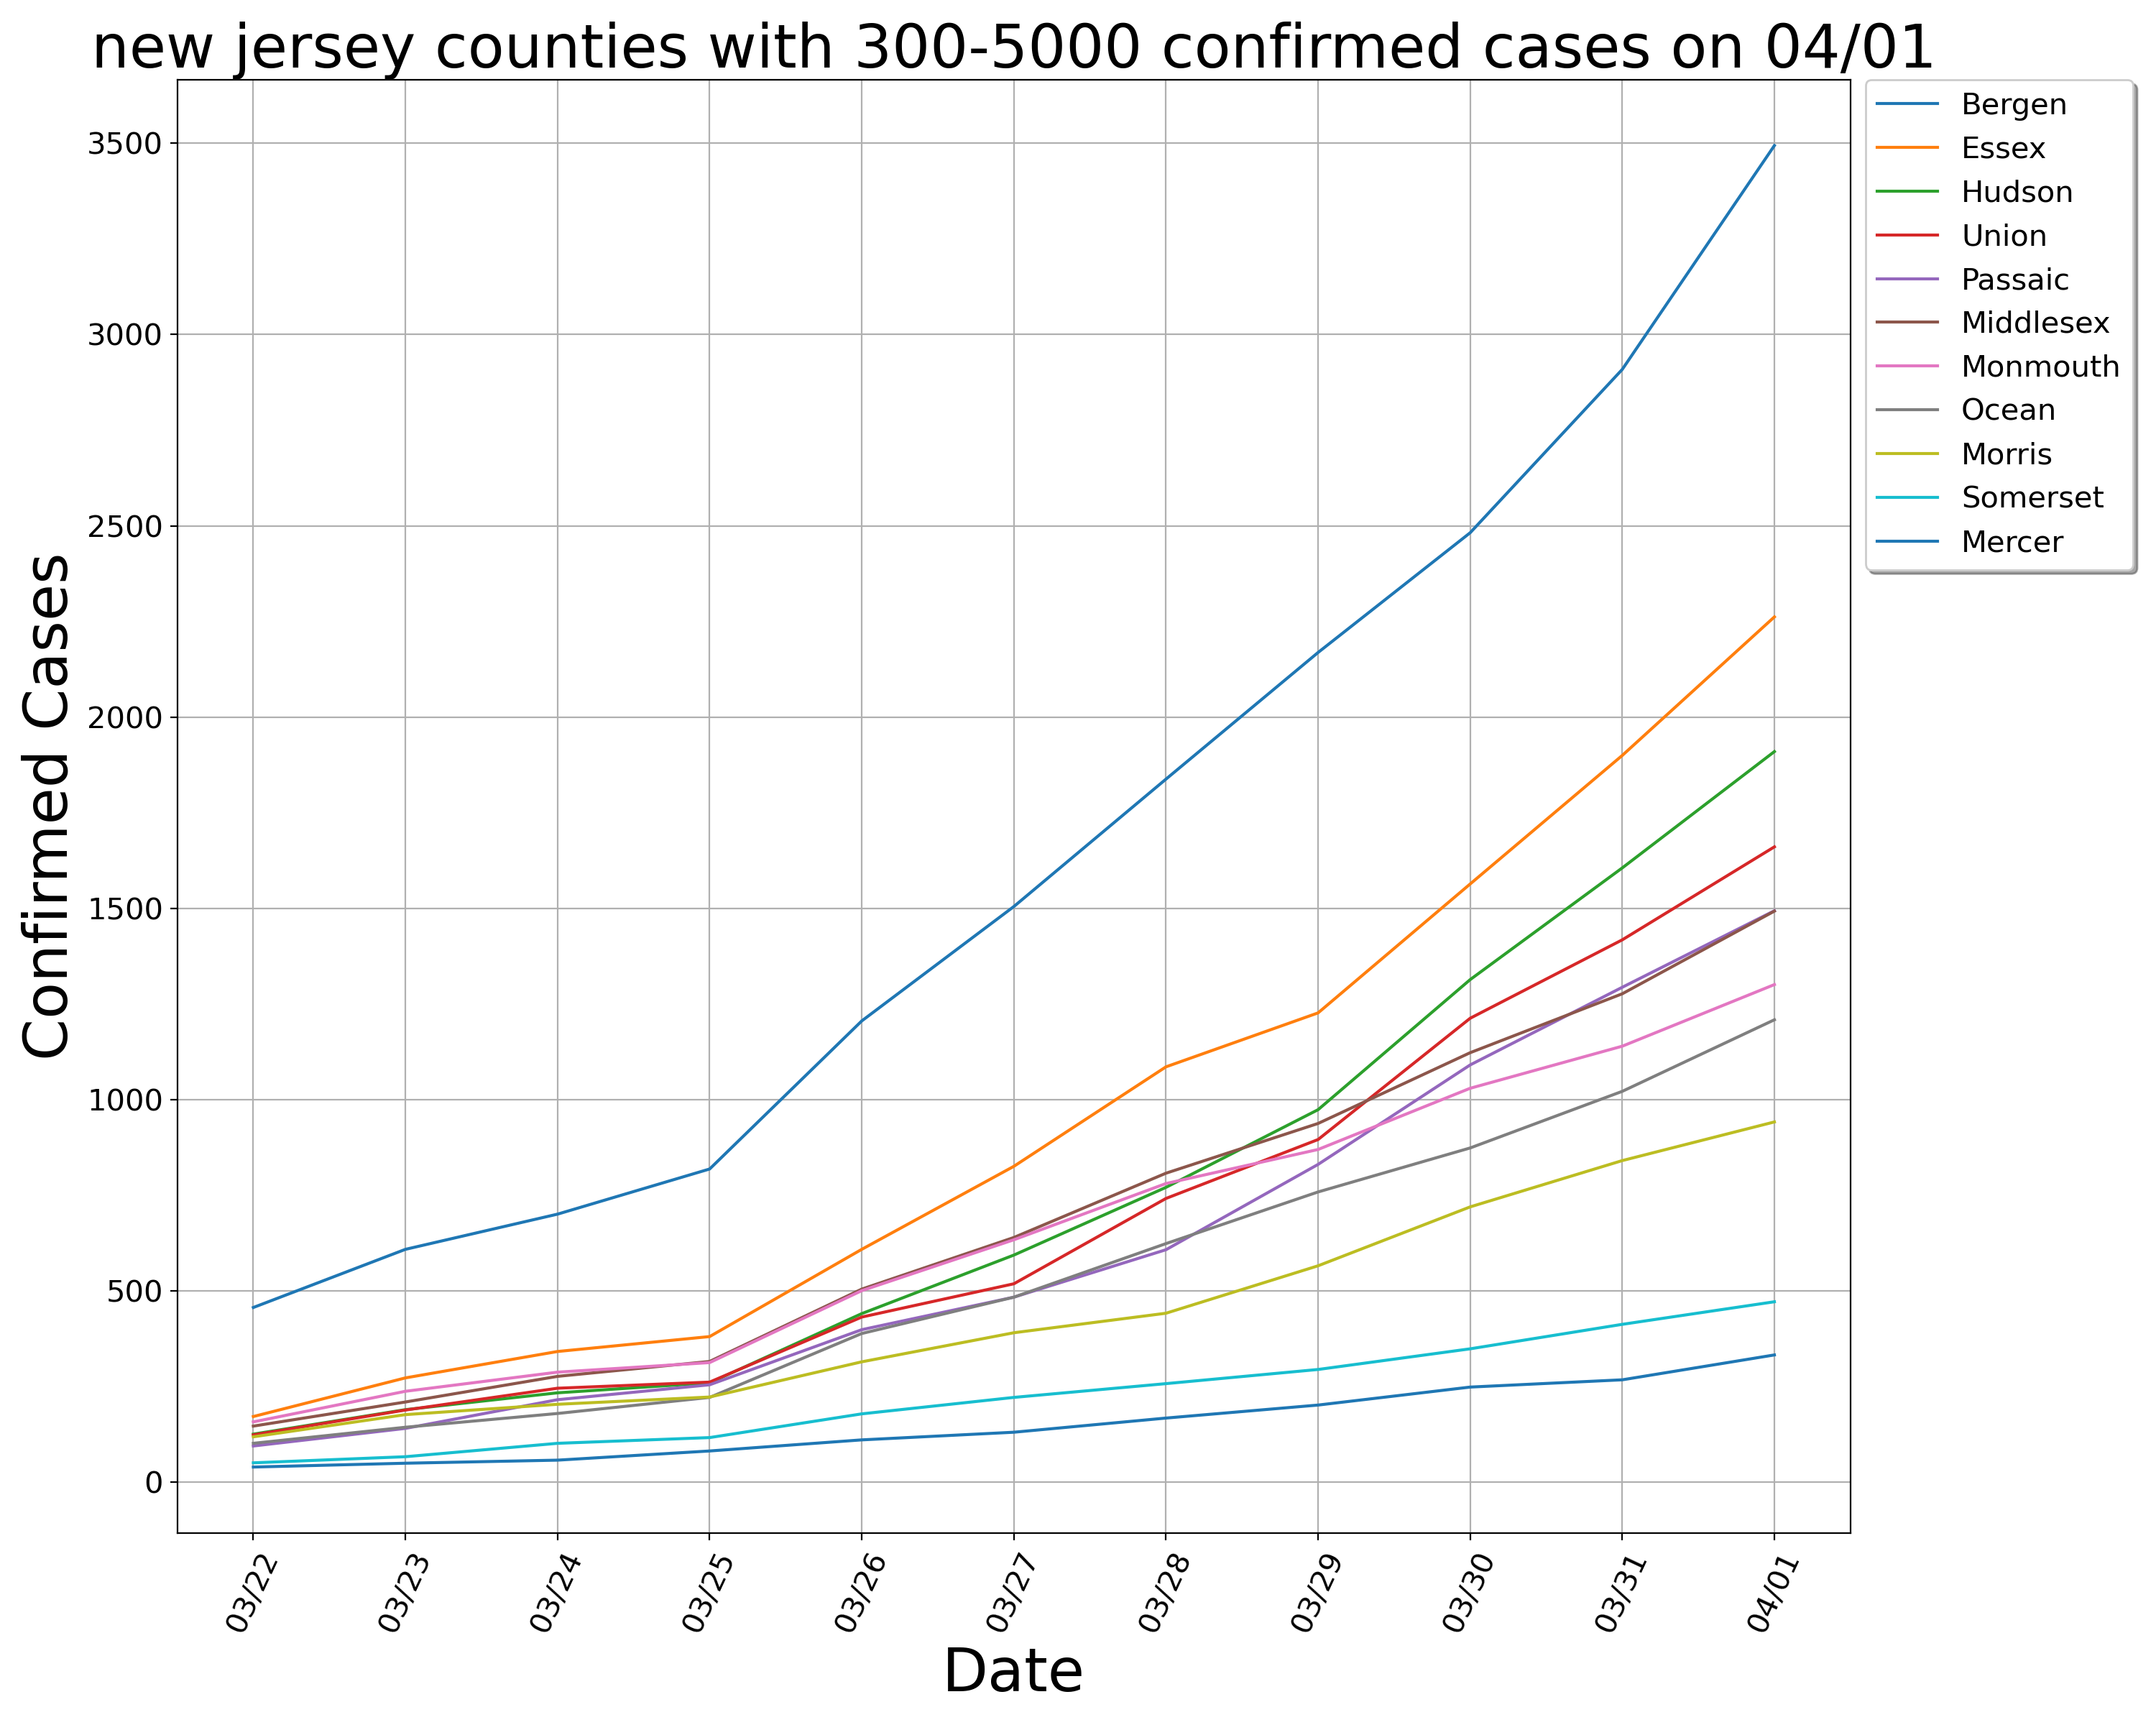 new jersey counties with 300-5000 confirmed cases on 04/01
Bergen
Essex
Hudson
Union
Passaic
Middlesex
Monmouth
Ocean
Morris
Somerset
Mercer
Confirmed Cases
3500
3000
2500
2000
1500
1000
500
0
03/22
03/23
03/24
03/25
03/26
03/27
03/28
03/29
03/30
03/31
04/01
Date